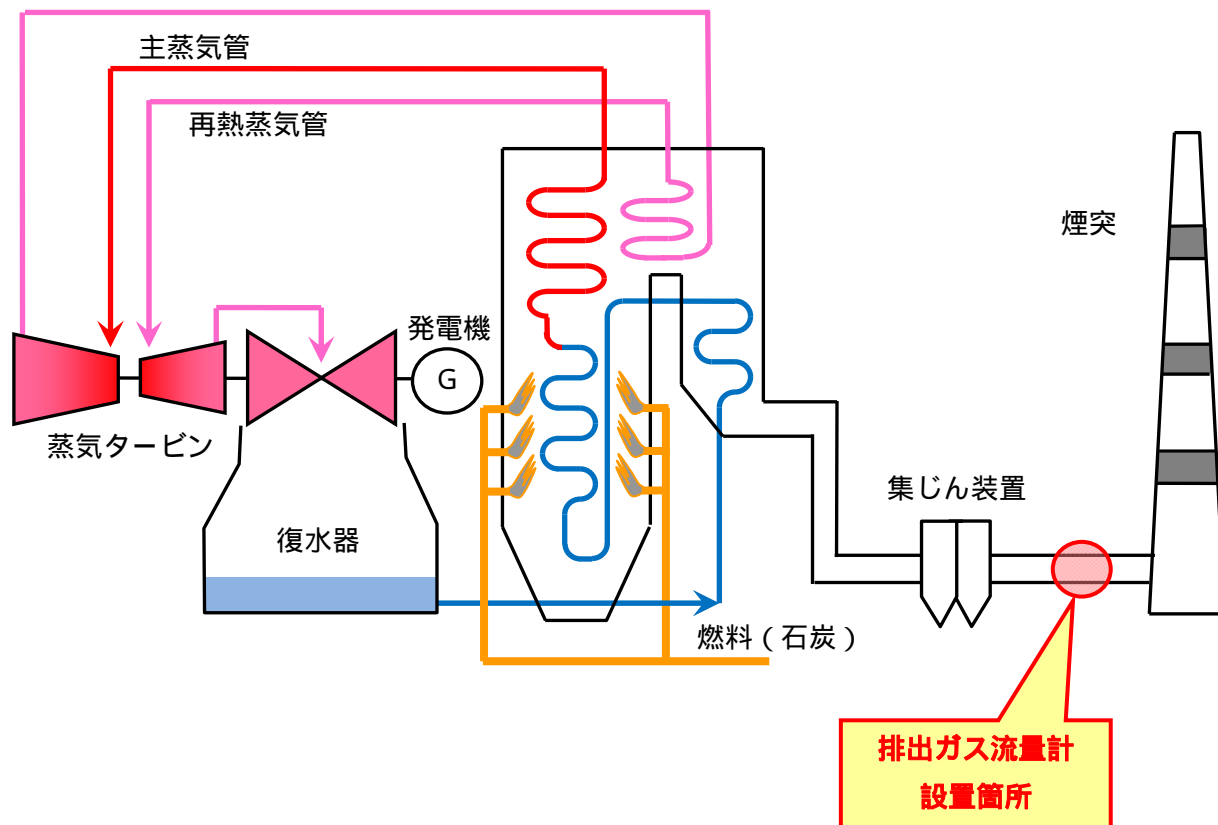 主蒸気管
再熱蒸気管
煙突
発電機
G
蒸気タービン
集じん装置
復水器
燃料(石炭)
排出ガス流量計
設置箇所